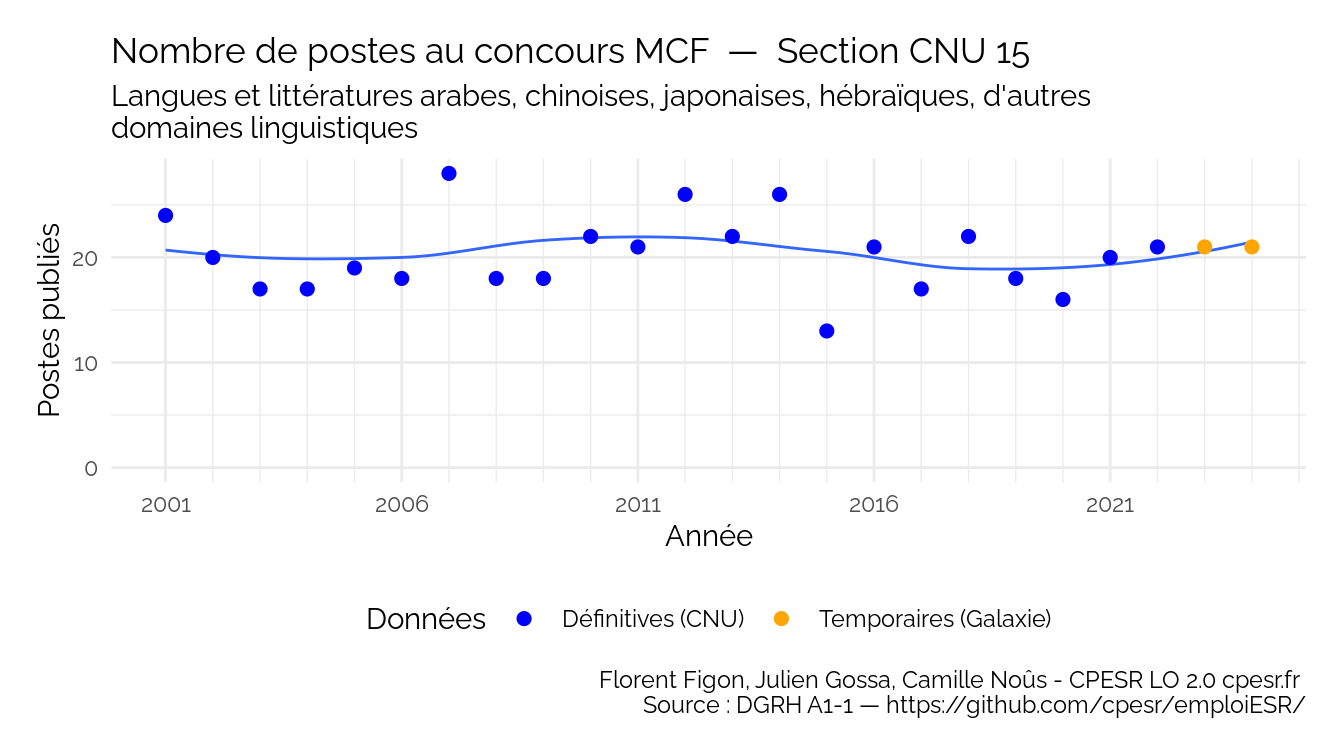 Nombre de postes au concours MCF — Section CNU 15
Langues et littératures arabes, chinoises, japonaises, hébraïques, d'autres
domaines linguistiques
Postes publiés
20
10
0
2001
2006
2011
2016
2021
Année
Données
Définitives (CNU)
Temporaires (Galaxie)
Florent Figon, Julien Gossa, Camille Noûs - CPESR LO 2.0 cpesr.fr
Source : DGRH A1-1 — https://github.com/cpesr/emploiESR/